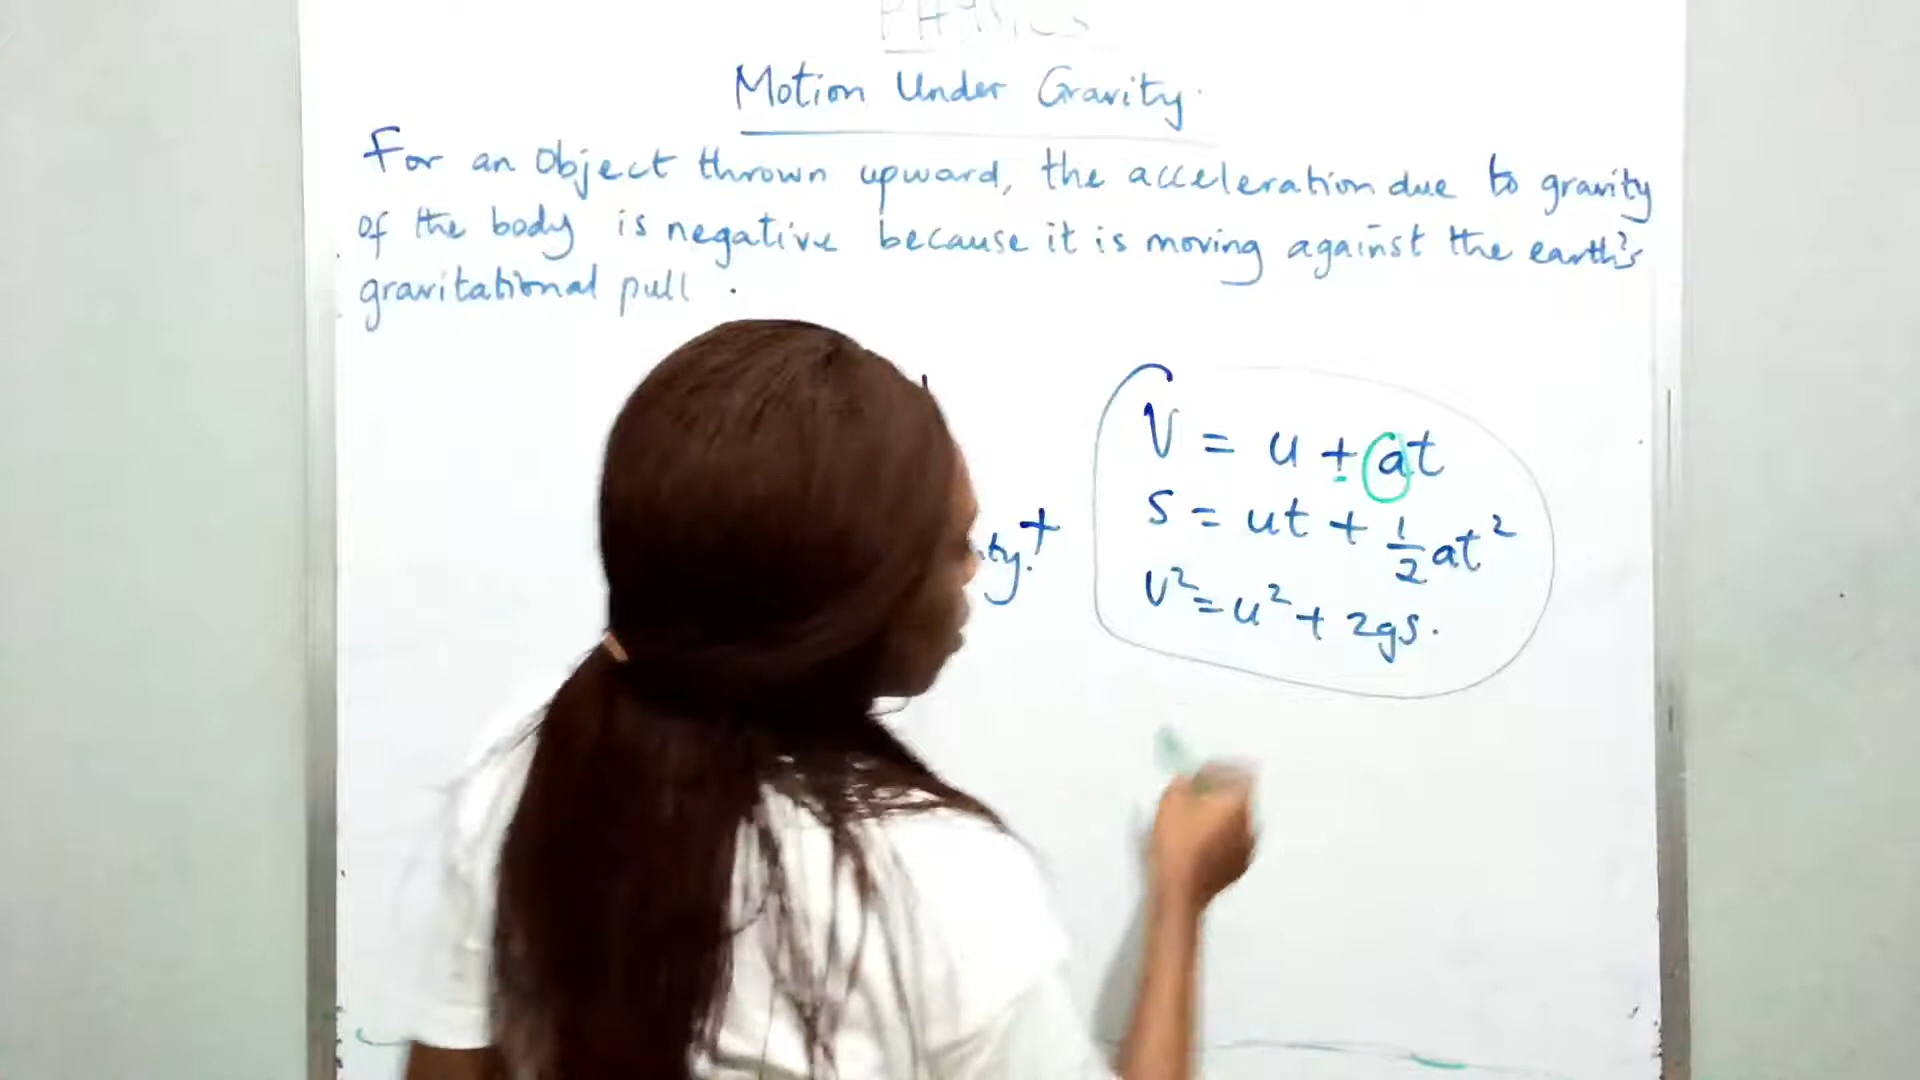 PHYSICS
Motion Under Gravity.
For an object thrown upward, the acceleration due to gravity
of the body is negative because it is moving against the earth's
gravitational pull.
V = u + at
S = ut + 1/2 at²
V² = u² + 2gs.